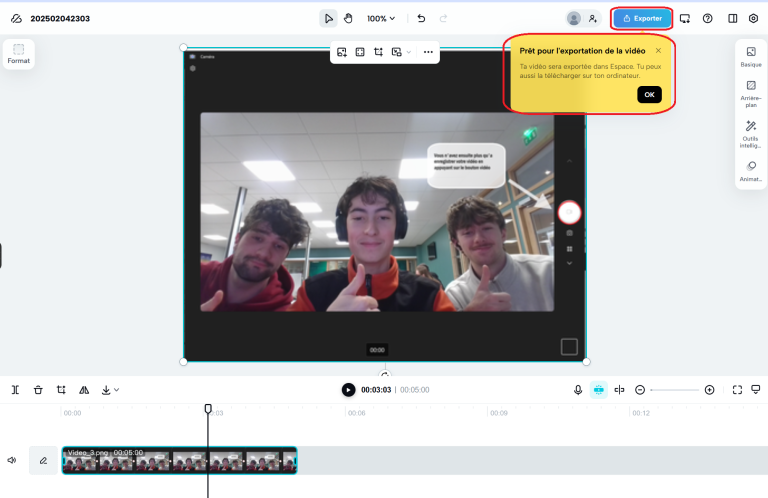 202502042303
100%
Exporter
Format
Prêt pour l'exportation de la vidéo
Ta vidéo sera exportée dans Espace. Tu peux
aussi la télécharger sur ton ordinateur.
OK
Basique
Arrière-
plan
Outils
intellig...
Animat...
Caméra
Vous n'avez ensuite plus qu'a
enregistrer votre vidéo en
appuyant sur le bouton vidéo
00:00
00:03:03 | 00:05:00
00:00
:03
00:06
00:09
00:12
Video_3.png 00:05:00